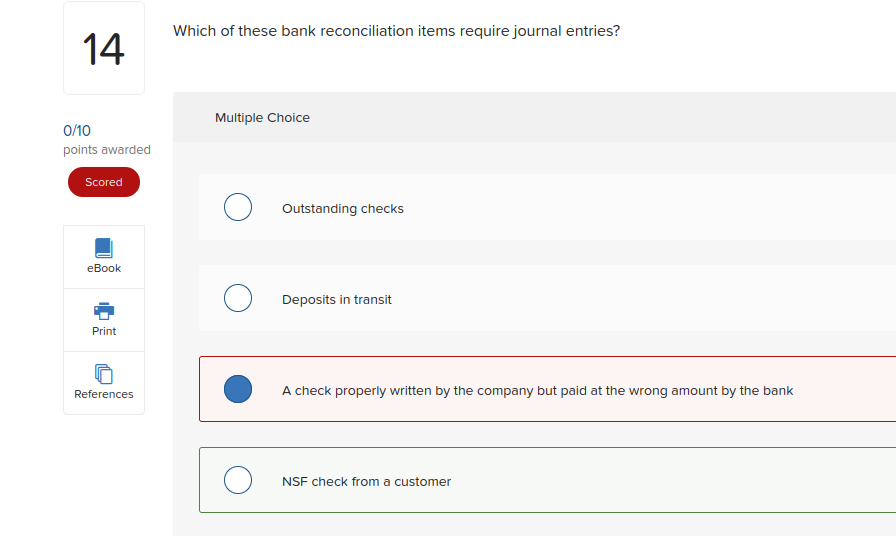 14
Which of these bank reconciliation items require journal entries?
0/10
points awarded
Scored
eBook
Print
References
Multiple Choice
Outstanding checks
Deposits in transit
A check properly written by the company but paid at the wrong amount by the bank
NSF check from a customer